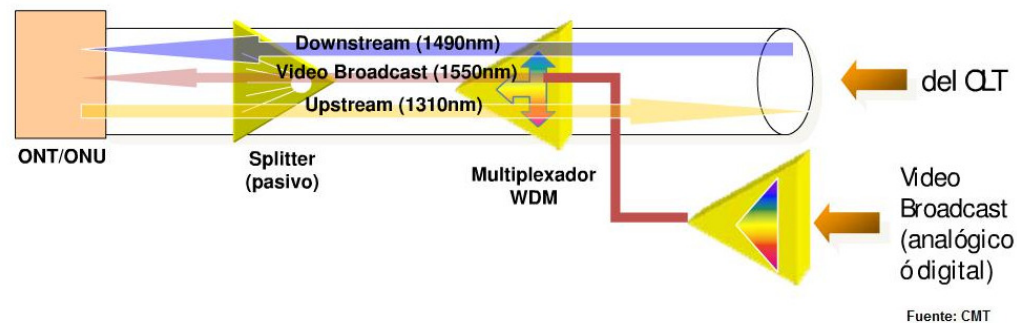 Downstream (1490nm)
Video Broadcast (1550nm)
Upstream (1310nm)
del OLT
ONT/ONU
Splitter
(pasivo)
Multiplexador
WDM
Video
Broadcast
(analógico
ó digital)
Fuente: CMT